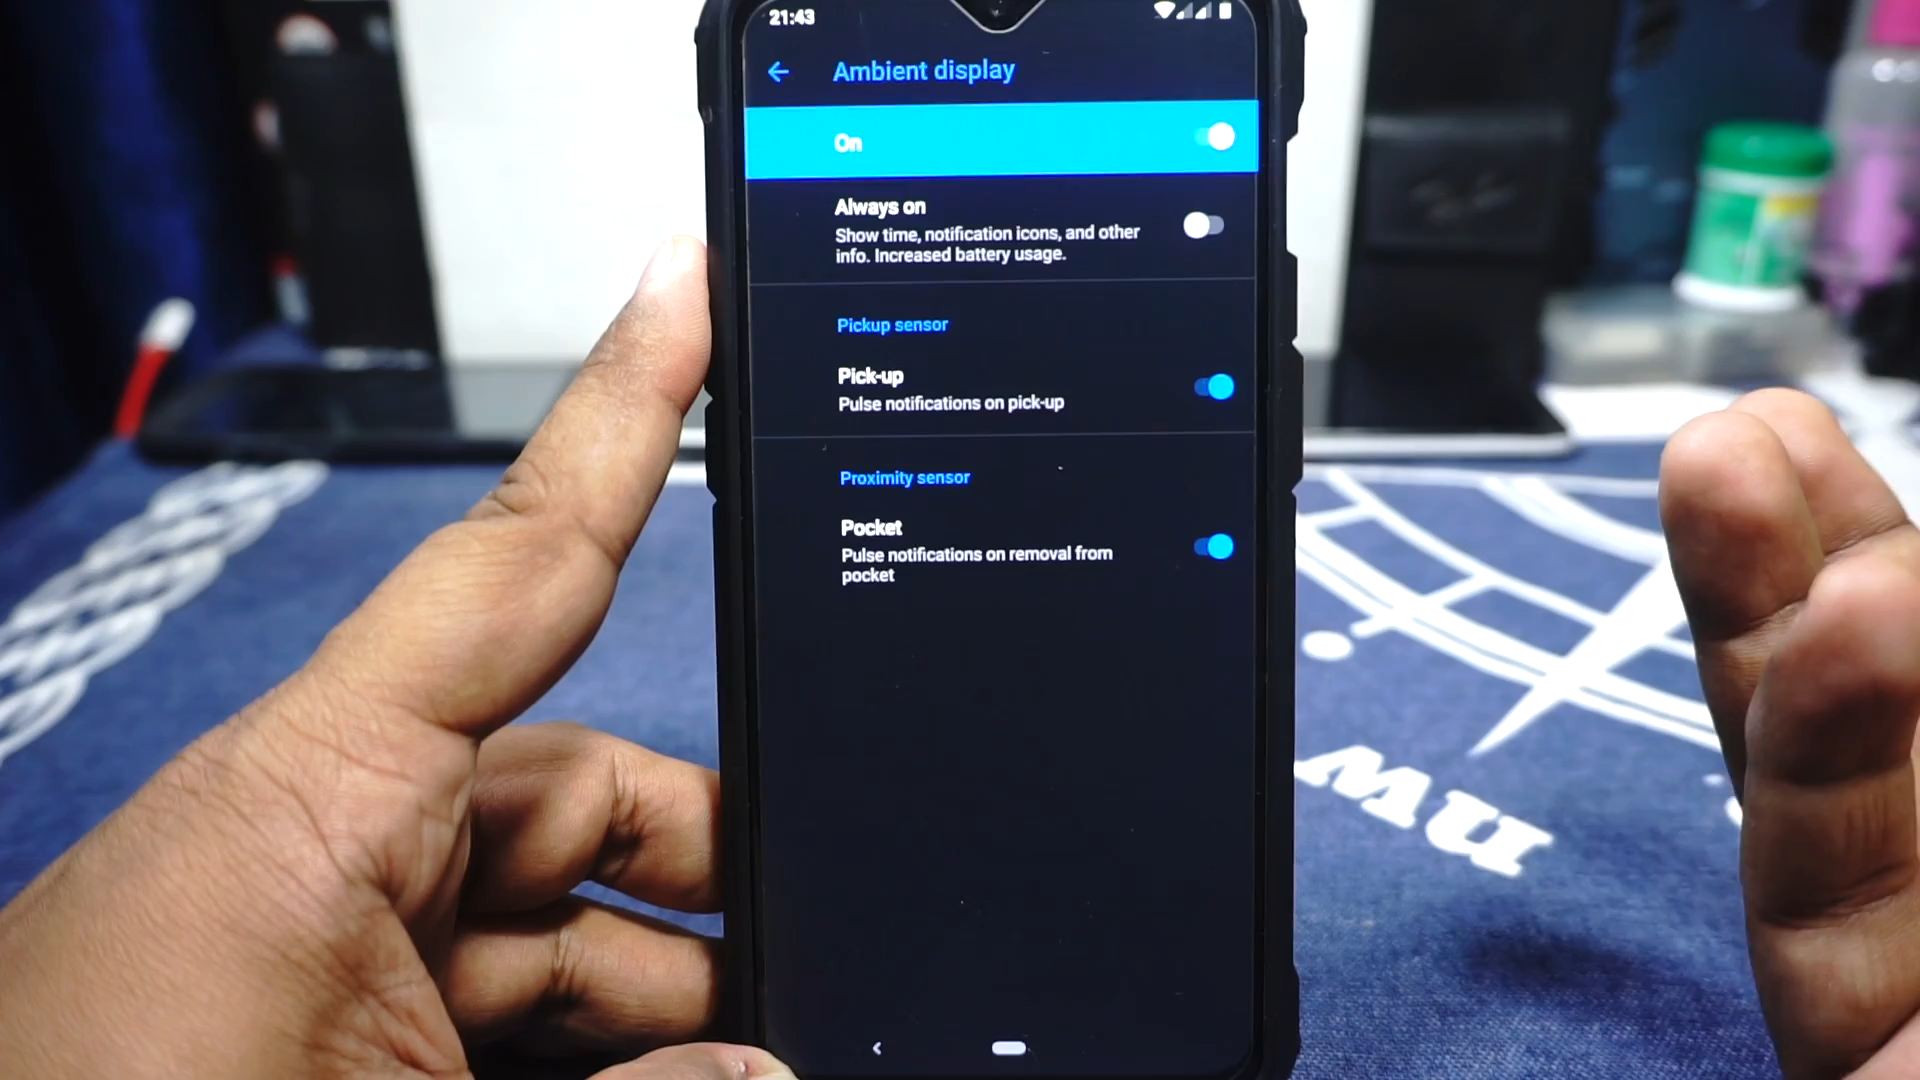 21:43
Ambient display
On
Always on
Show time, notification icons, and other
info. Increased battery usage.
Pickup sensor
Pick-up
Pulse notifications on pick-up
Proximity sensor
Pocket
Pulse notifications on removal from
pocket
nw